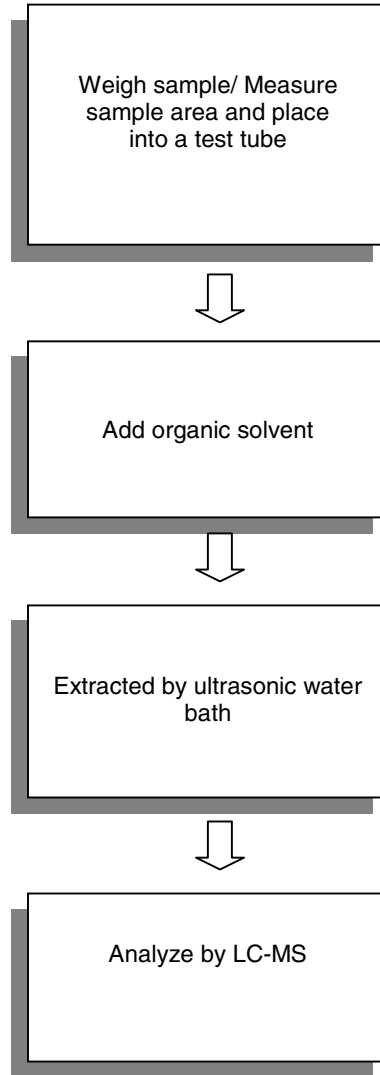 Weigh sample/ Measure
sample area and place
into a test tube
Add organic solvent
Extracted by ultrasonic water
bath
Analyze by LC-MS